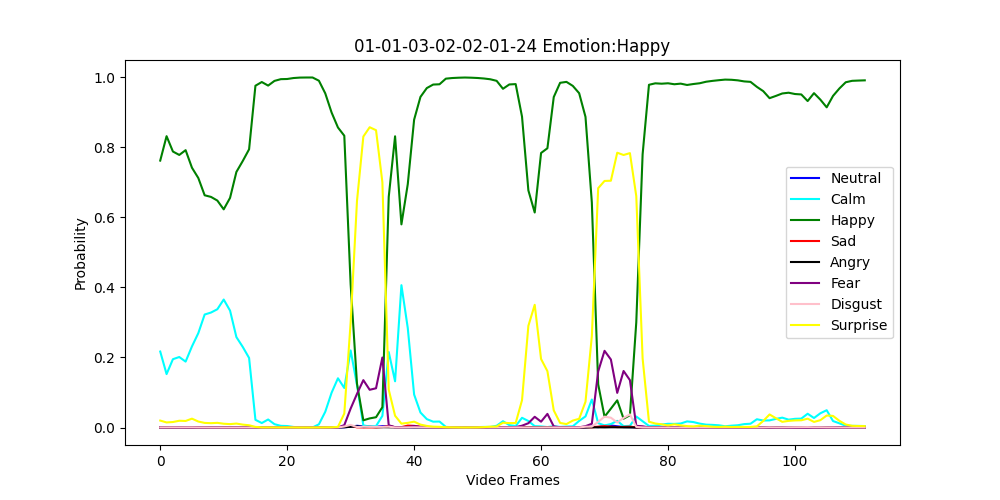 01-01-03-02-02-01-24 Emotion:Happy
1.0
0.8
0.6
0.4
0.2
0.0
Probability
0 20 40 60 80 100
Video Frames
Neutral
Calm
Happy
Sad
Angry
Fear
Disgust
Surprise